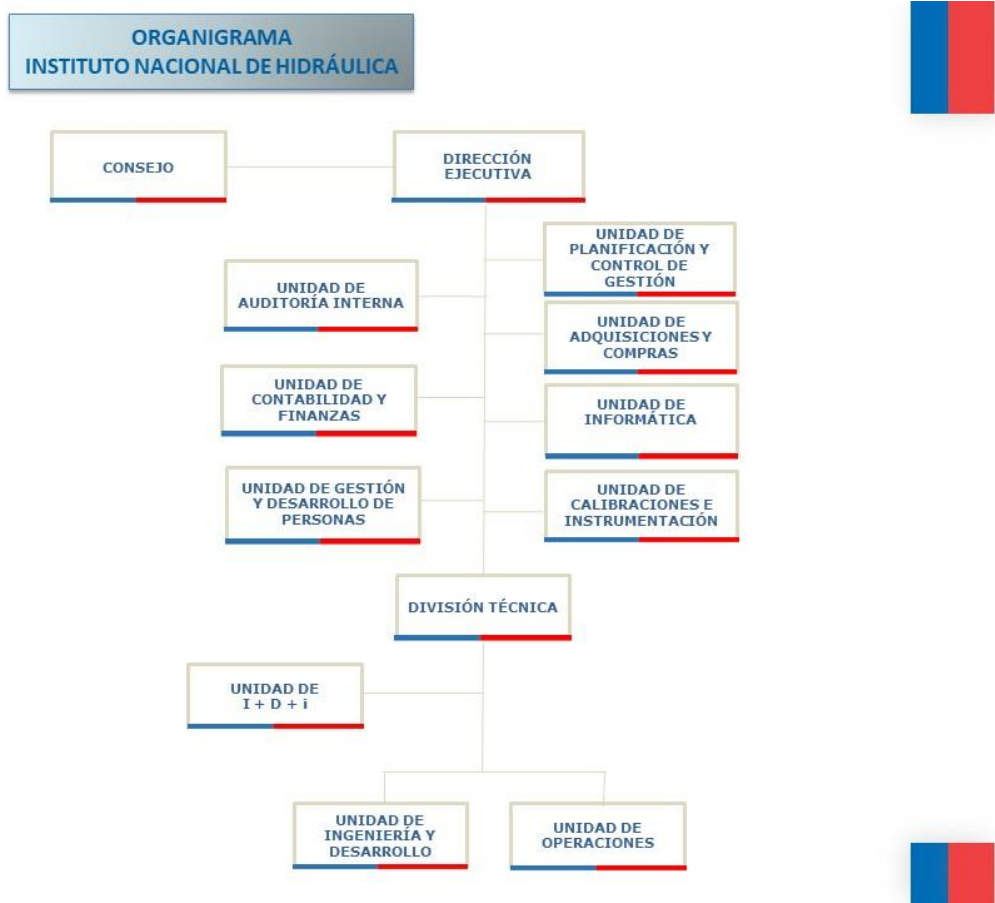 ORGANIGRAMA
INSTITUTO NACIONAL DE HIDRÁULICA
CONSEJO
DIRECCIÓN
EJECUTIVA
UNIDAD DE
PLANIFICACIÓN Y
CONTROL DE
GESTIÓN
UNIDAD DE
AUDITORÍA INTERNA
UNIDAD DE
ADQUISICIONES Y
COMPRAS
UNIDAD DE
CONTABILIDAD Y
FINANZAS
UNIDAD DE
INFORMÁTICA
UNIDAD DE GESTIÓN
Y DESARROLLO DE
PERSONAS
UNIDAD DE
CALIBRACIONES E
INSTRUMENTACIÓN
DIVISIÓN TÉCNICA
UNIDAD DE
I + D + i
UNIDAD DE
INGENIERÍA Y
DESARROLLO
UNIDAD DE
OPERACIONES